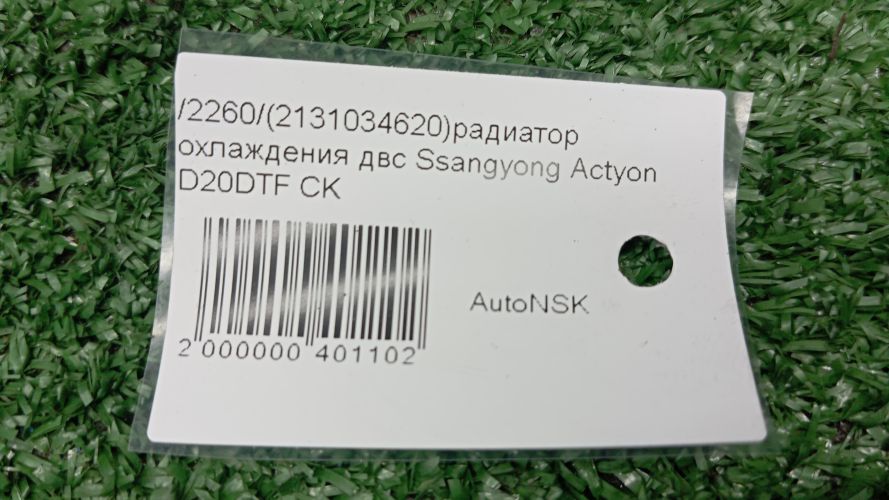 /2260/(2131034620)радиатор
охлаждения двс Ssangyong Actyon
D20DTF CK
AutoNSK
2 000000 401102